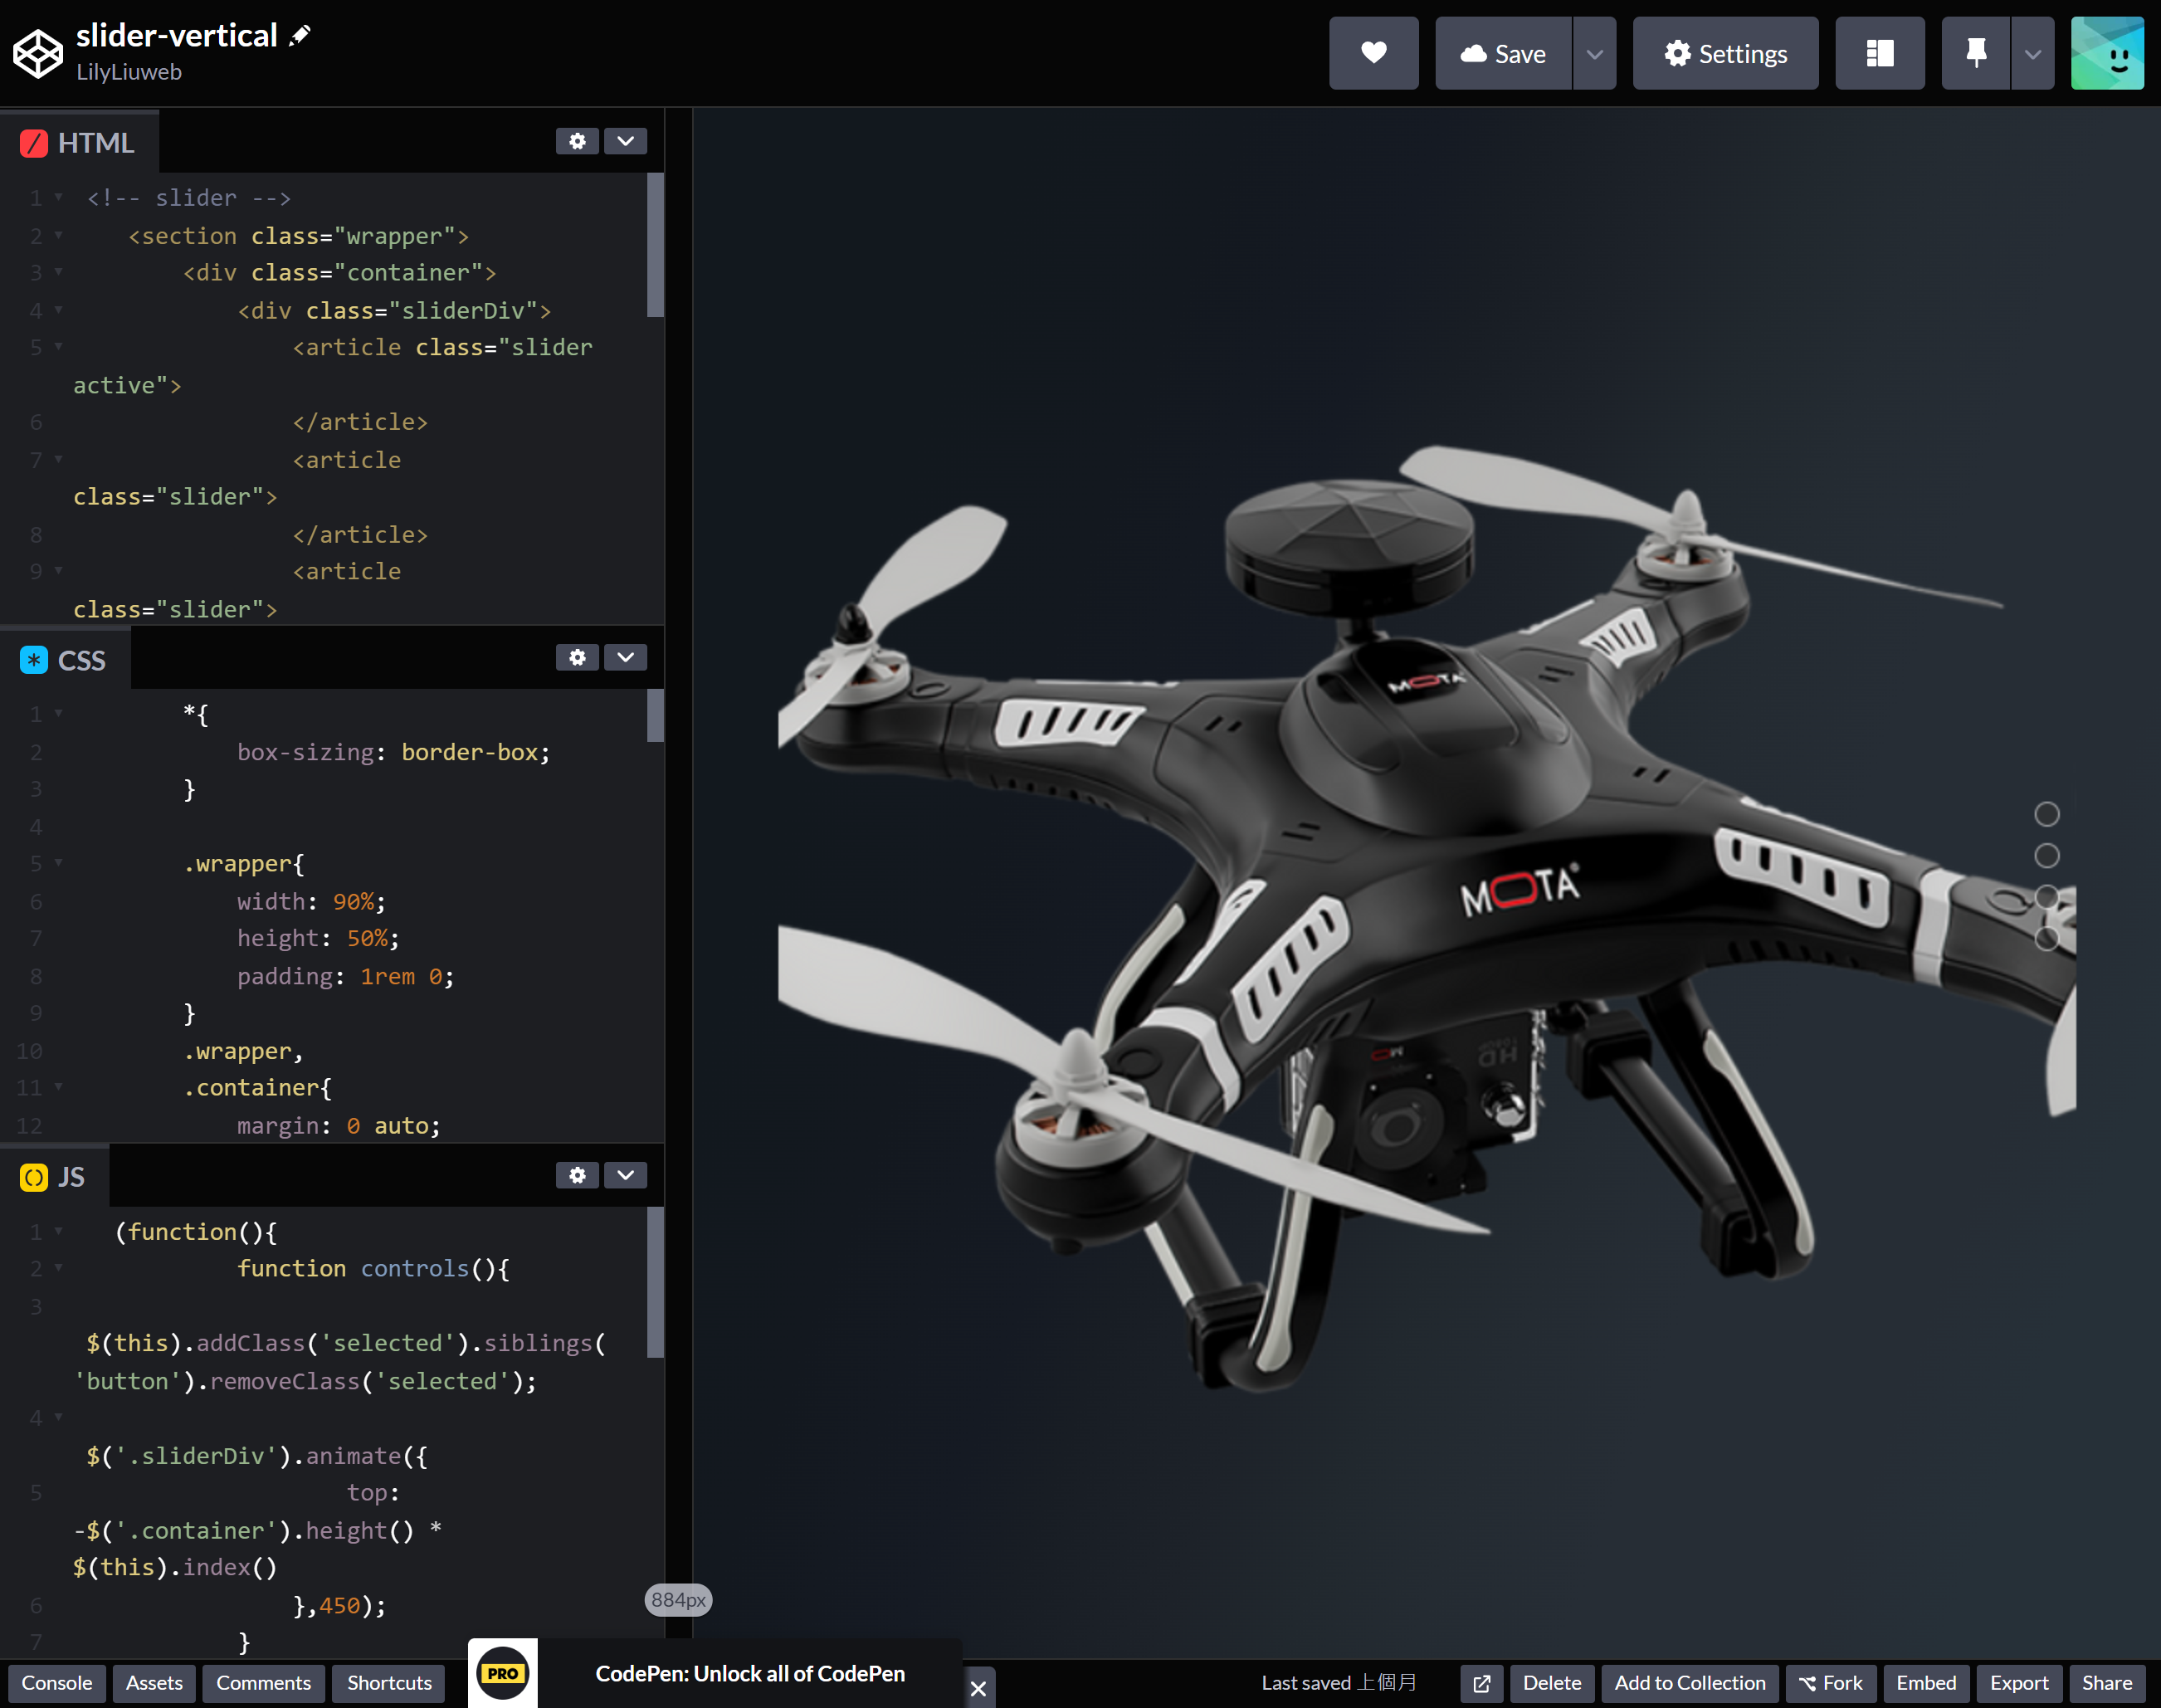 slider-vertical
LilyLiuweb
Save
Settings
HTML
1 <!-- slider -->
2 <section class="wrapper">
3 <div class="container">
4 <div class="sliderDiv">
5 <article class="slider
active">
6 </article>
7 <article
class="slider">
8 </article>
9 <article
class="slider">
CSS
1 *{
2 box-sizing: border-box;
3 }
4
5 .wrapper{
6 width: 90%;
7 height: 50%;
8 padding: 1rem 0;
9 }
10 .wrapper,
11 .container{
12 margin: 0 auto;
JS
1 (function(){
2 function controls(){
3
$(this).addClass('selected').siblings(
'button').removeClass('selected');
4
$('.sliderDiv').animate({
5 top:
-$('.container').height() *
$(this).index()
6 },450);
7 }
884px
MOTA
MOTA®
HD
Console
Assets
Comments
Shortcuts
PRO
CodePen: Unlock all of CodePen
Last saved 上個月
Delete
Add to Collection
Fork
Embed
Export
Share